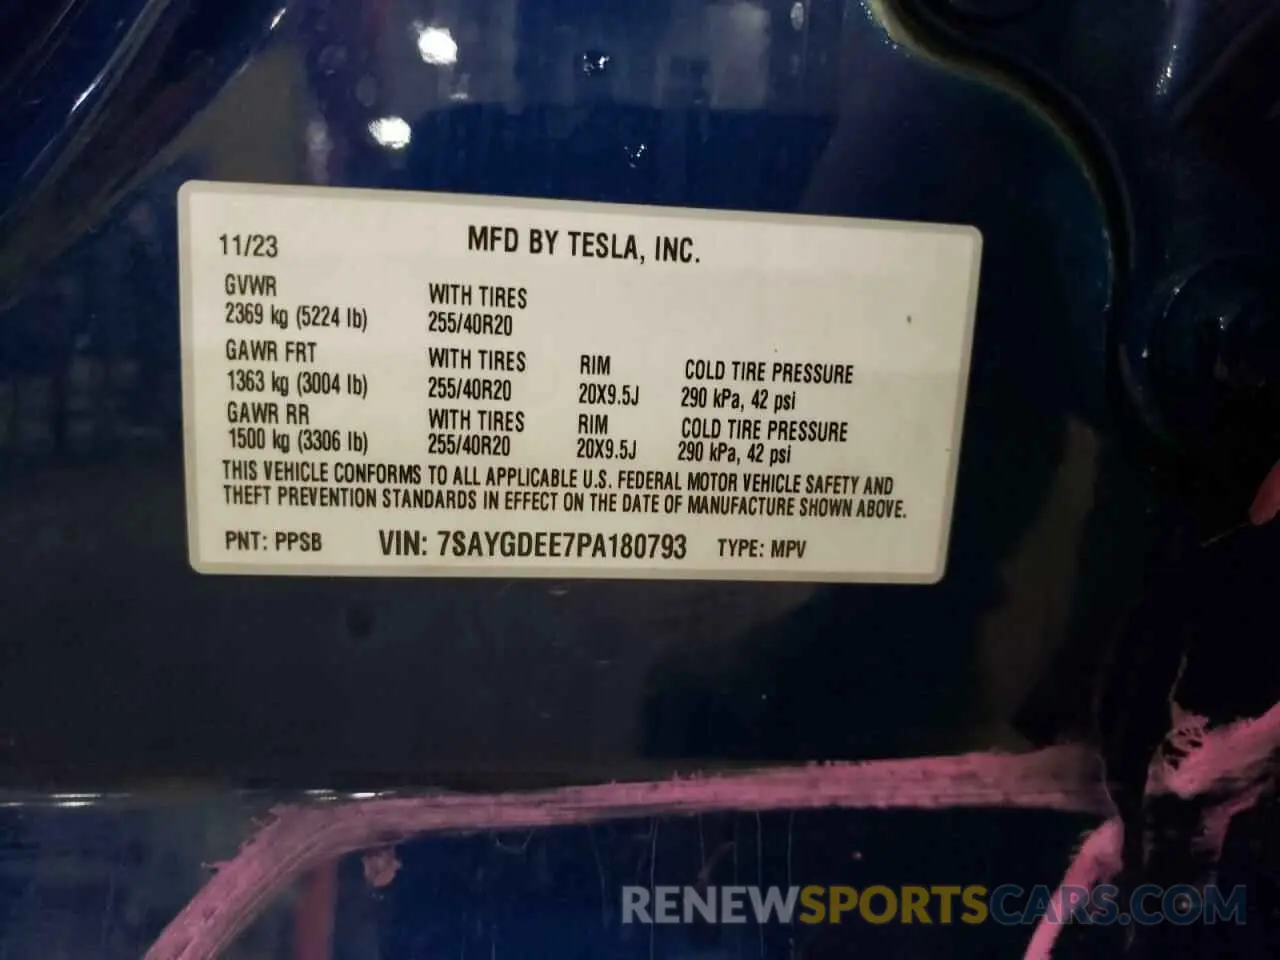 11/23 MFD BY TESLA, INC.
GVWR WITH TIRES
2369 kg (5224 lb) 255/40R20
GAWR FRT WITH TIRES RIM COLD TIRE PRESSURE
1363 kg (3004 lb) 255/40R20 20X9.5J 290 kPa, 42 psi
GAWR RR WITH TIRES RIM COLD TIRE PRESSURE
1500 kg (3306 lb) 255/40R20 20X9.5J 290 kPa, 42 psi
THIS VEHICLE CONFORMS TO ALL APPLICABLE U.S. FEDERAL MOTOR VEHICLE SAFETY AND
THEFT PREVENTION STANDARDS IN EFFECT ON THE DATE OF MANUFACTURE SHOWN ABOVE.
PNT: PPSB VIN: 7SAYGDEE7PA180793 TYPE: MPV
RENEWSPORTSCARS.COM